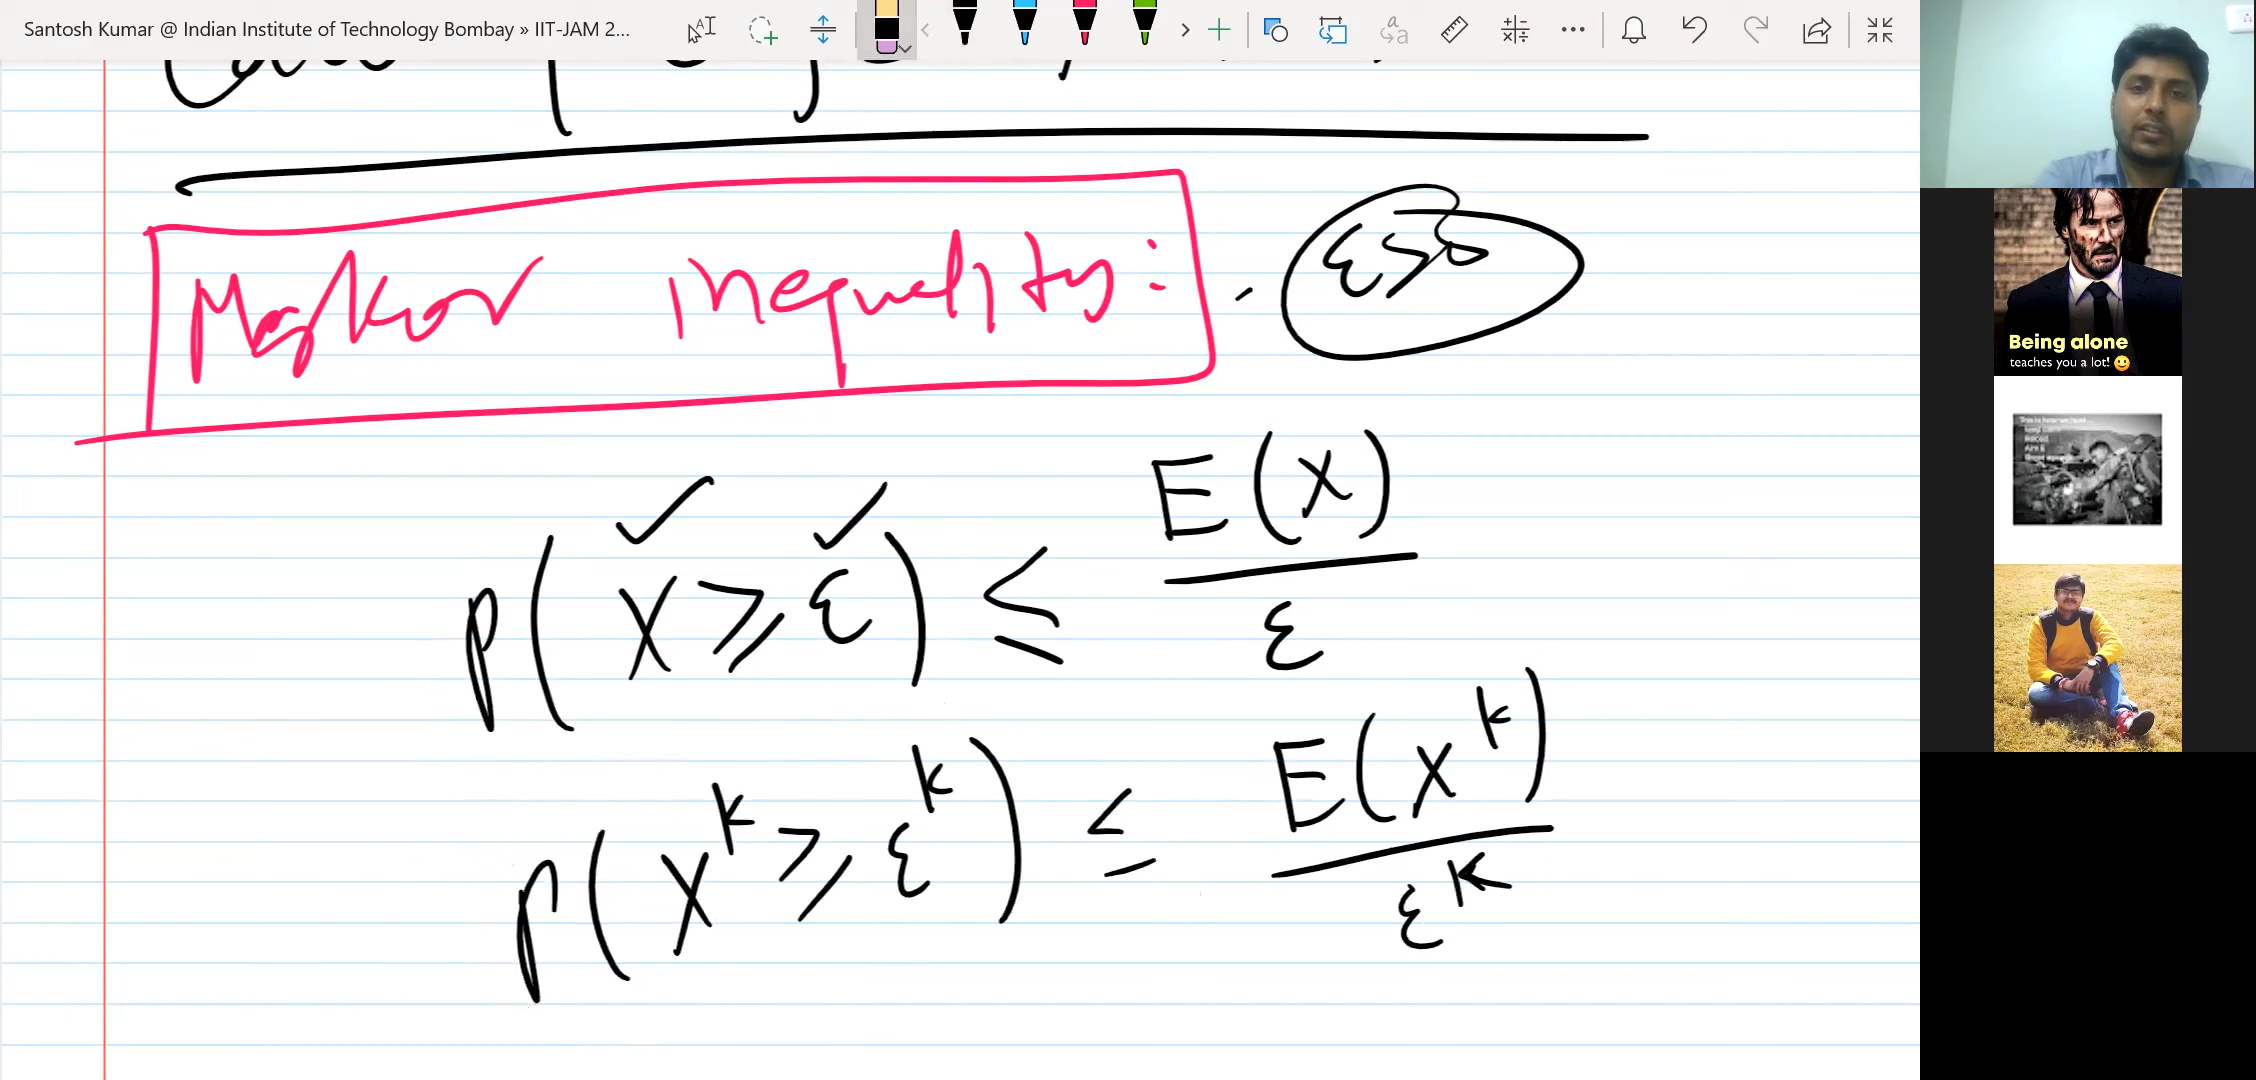 Santosh Kumar @ Indian Institute of Technology Bombay » IIT-JAM 2...
Markov inequality:
ε > 0
P(X ≥ ε) ≤ E(X) / ε
P(X^k ≥ ε^k) ≤ E(X^k) / ε^k
Being alone
teaches you a lot! 🙂